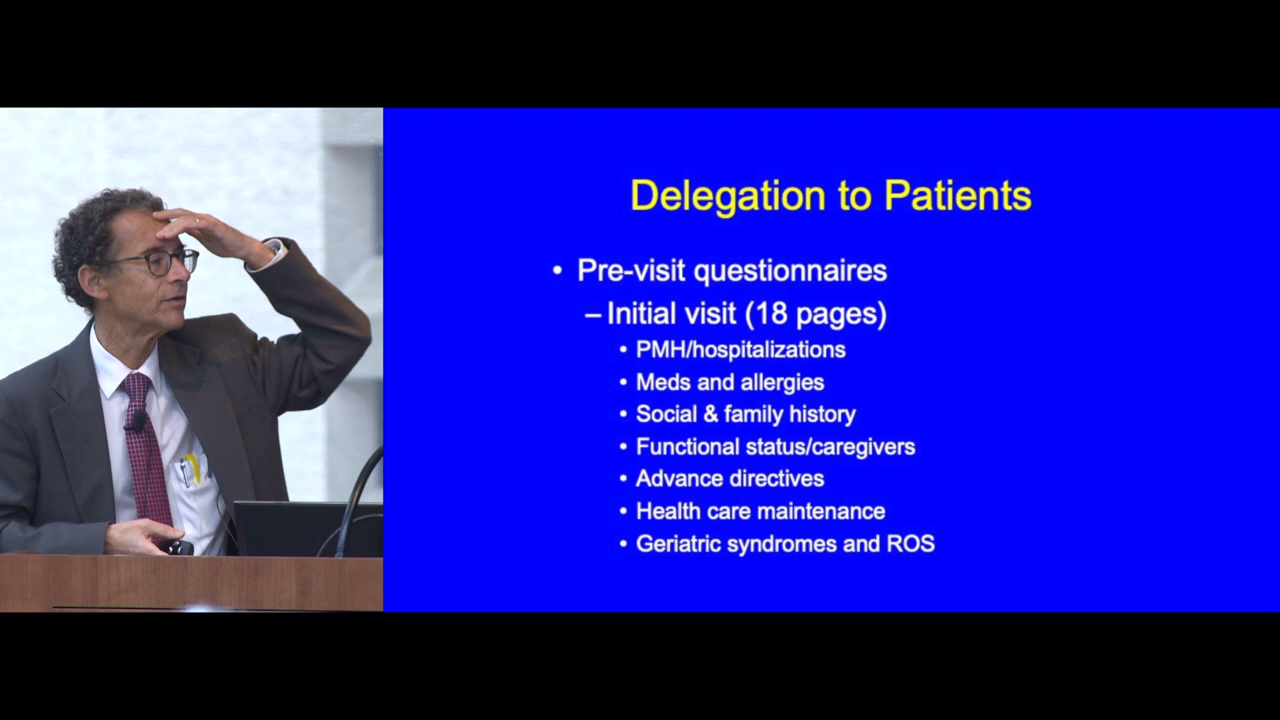 Delegation to Patients
• Pre-visit questionnaires
– Initial visit (18 pages)
• PMH/hospitalizations
• Meds and allergies
• Social & family history
• Functional status/caregivers
• Advance directives
• Health care maintenance
• Geriatric syndromes and ROS